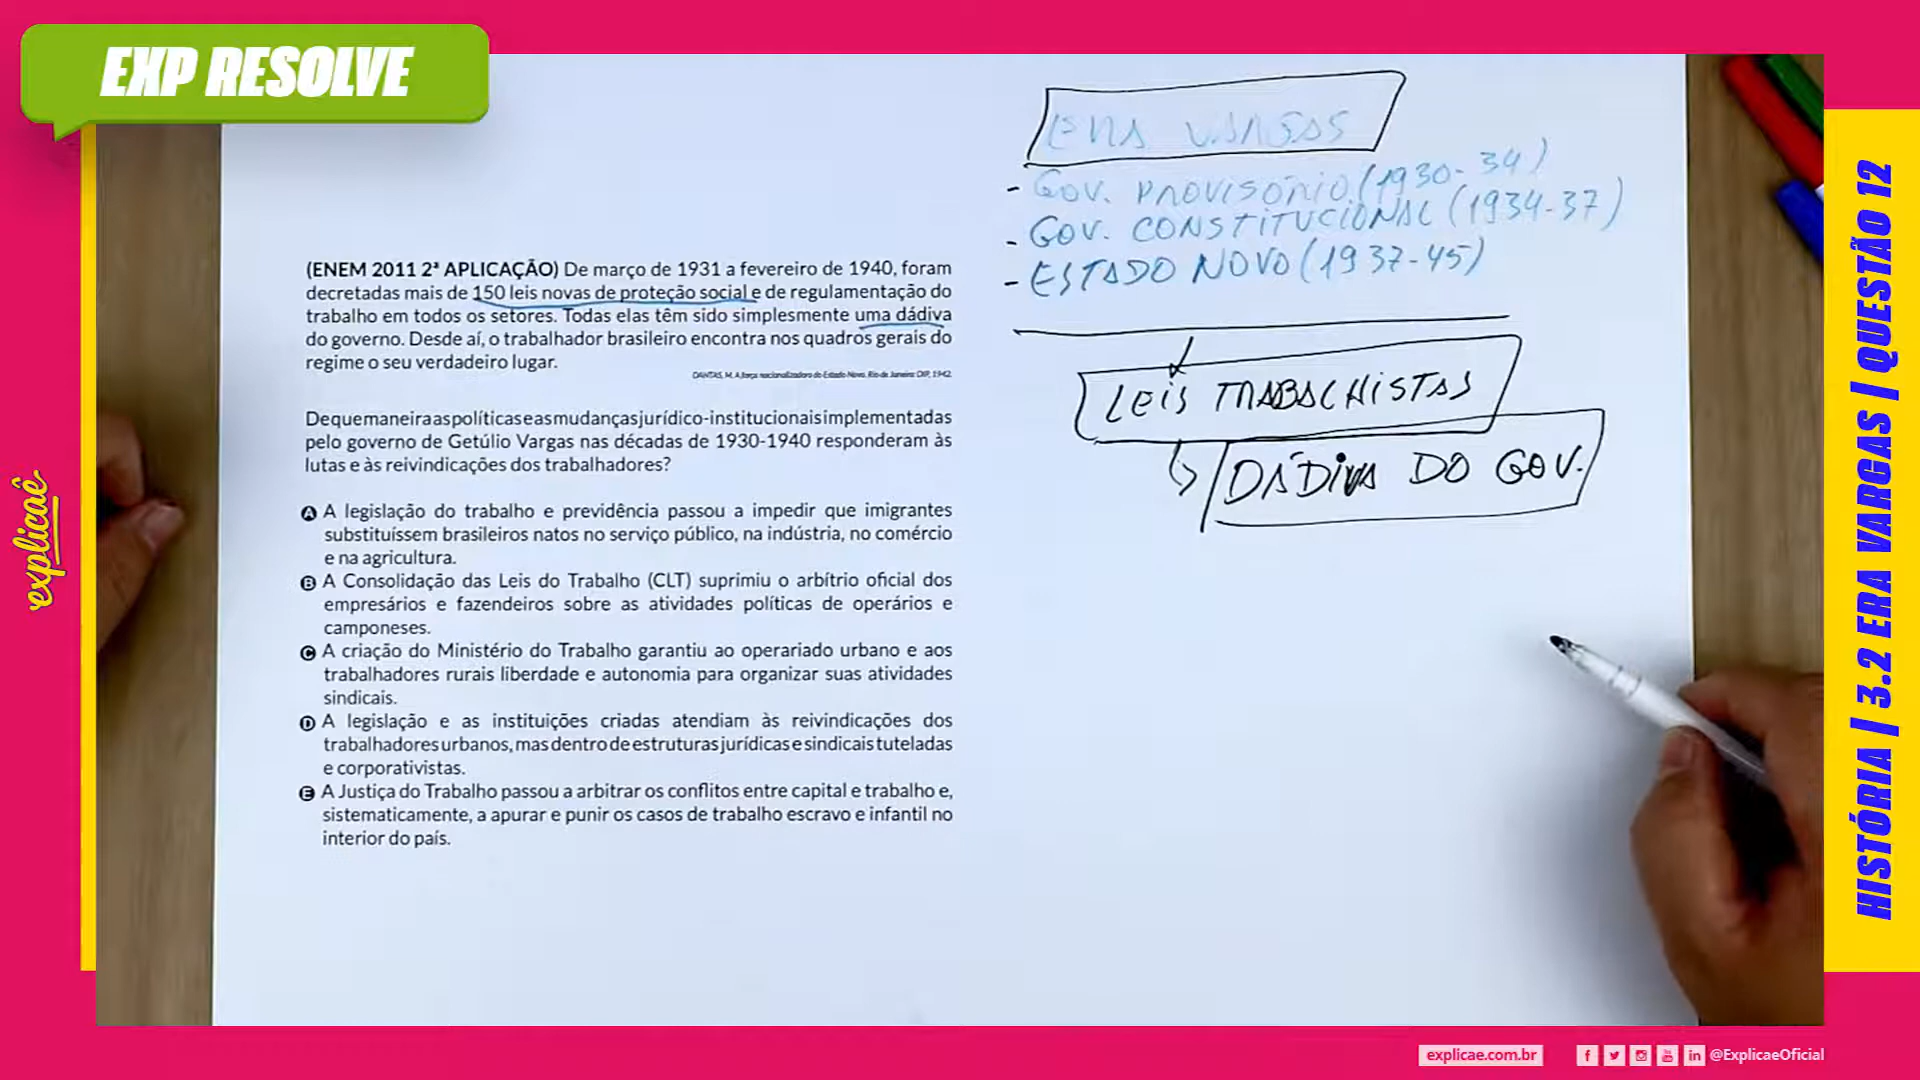 EXP RESOLVE
ERA VARGAS
- GOV. PROVISÓRIO (1930-34)
- GOV. CONSTITUCIONAL (1934-37)
- ESTADO NOVO (1937-45)
LEIS TRABALHISTAS
DÁDIVA DO GOV.
(ENEM 2011 2ª APLICAÇÃO) De março de 1931 a fevereiro de 1940, foram
decretadas mais de 150 leis novas de proteção social e de regulamentação do
trabalho em todos os setores. Todas elas têm sido simplesmente uma dádiva
do governo. Desde aí, o trabalhador brasileiro encontra nos quadros gerais do
regime o seu verdadeiro lugar.
DANTAS, M. A força nacionalizadora do Estado Novo. Rio de Janeiro: DIP, 1942.
De que maneira as políticas e as mudanças jurídico-institucionais implementadas
pelo governo de Getúlio Vargas nas décadas de 1930-1940 responderam às
lutas e às reivindicações dos trabalhadores?
A A legislação do trabalho e previdência passou a impedir que imigrantes
substituíssem brasileiros natos no serviço público, na indústria, no comércio
e na agricultura.
B A Consolidação das Leis do Trabalho (CLT) suprimiu o arbítrio oficial dos
empresários e fazendeiros sobre as atividades políticas de operários e
camponeses.
C A criação do Ministério do Trabalho garantiu ao operariado urbano e aos
trabalhadores rurais liberdade e autonomia para organizar suas atividades
sindicais.
D A legislação e as instituições criadas atendiam às reivindicações dos
trabalhadores urbanos, mas dentro de estruturas jurídicas e sindicais tuteladas
e corporativistas.
E A Justiça do Trabalho passou a arbitrar os conflitos entre capital e trabalho e,
sistematicamente, a apurar e punir os casos de trabalho escravo e infantil no
interior do país.
explicaê
HISTÓRIA | 3.2 ERA VARGAS | QUESTÃO 12
explicae.com.br
@ExplicaeOficial